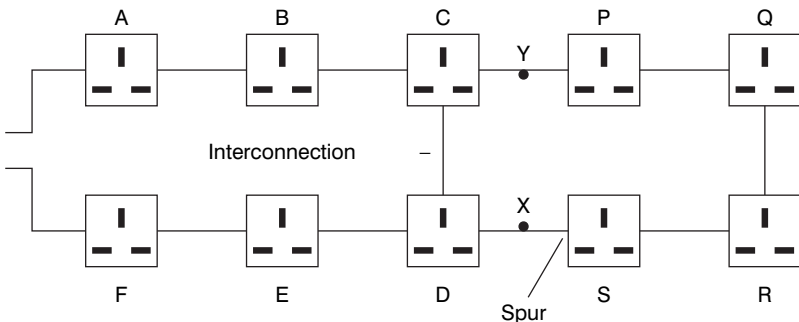 A B C P Q
Y
Interconnection
X
F E D S R
Spur